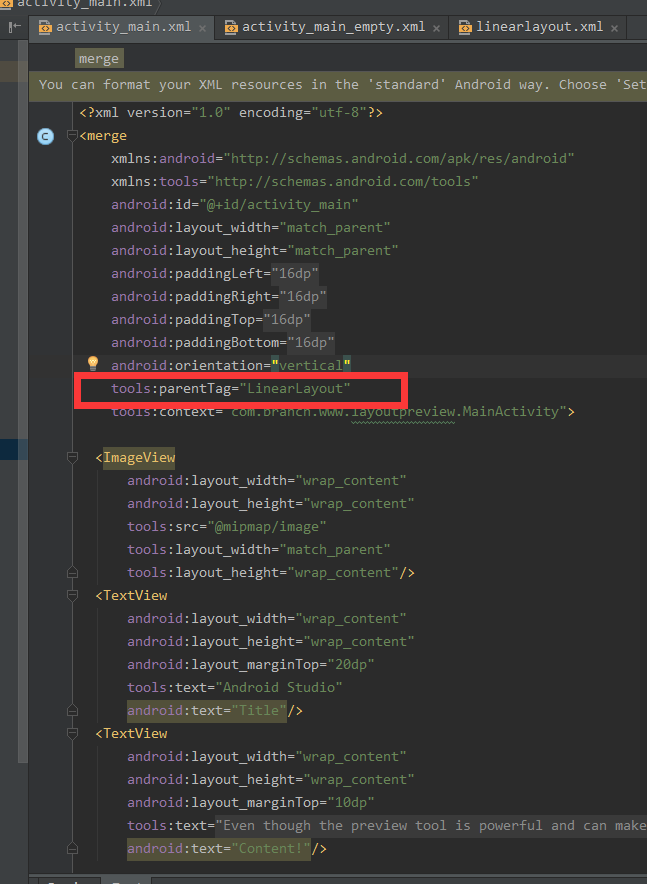 activity_main.xml
activity_main.xml activity_main_empty.xml linearlayout.xml
merge
You can format your XML resources in the 'standard' Android way. Choose 'Set
<?xml version="1.0" encoding="utf-8"?>
C
<merge
xmlns:android="http://schemas.android.com/apk/res/android"
xmlns:tools="http://schemas.android.com/tools"
android:id="@+id/activity_main"
android:layout_width="match_parent"
android:layout_height="match_parent"
android:paddingLeft="16dp"
android:paddingRight="16dp"
android:paddingTop="16dp"
android:paddingBottom="16dp"
android:orientation="vertical"
tools:parentTag="LinearLayout"
tools:context="com.branch.www.layoutpreview.MainActivity">
<ImageView
android:layout_width="wrap_content"
android:layout_height="wrap_content"
tools:src="@mipmap/image"
tools:layout_width="match_parent"
tools:layout_height="wrap_content"/>
<TextView
android:layout_width="wrap_content"
android:layout_height="wrap_content"
android:layout_marginTop="20dp"
tools:text="Android Studio"
android:text="Title"/>
<TextView
android:layout_width="wrap_content"
android:layout_height="wrap_content"
android:layout_marginTop="10dp"
tools:text="Even though the preview tool is powerful and can make
android:text="Content!"/>